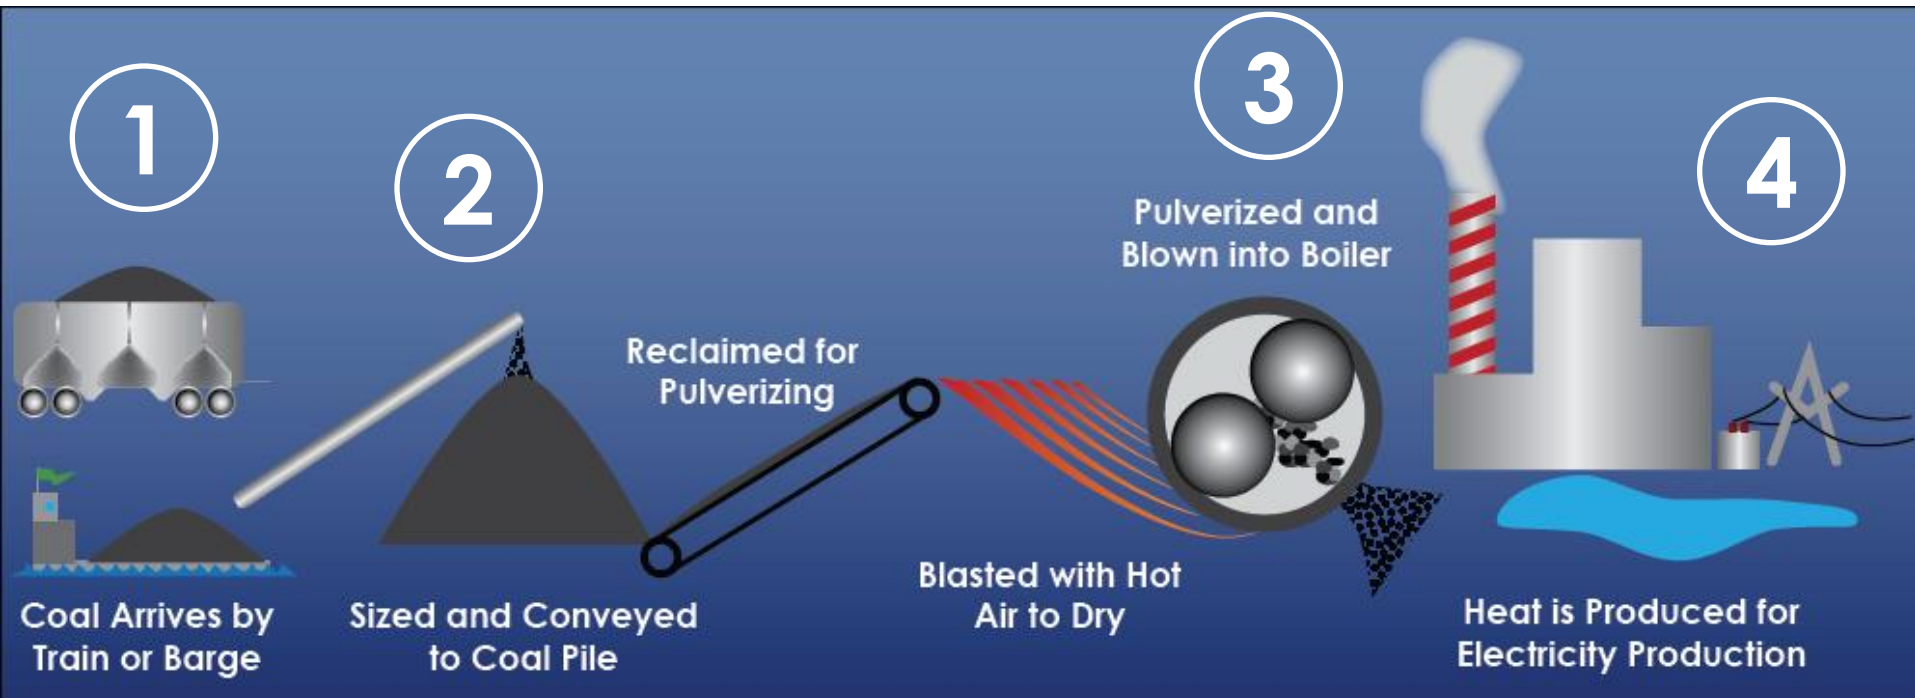 1
Coal Arrives by
Train or Barge
2
Sized and Conveyed
to Coal Pile
Reclaimed for
Pulverizing
Blasted with Hot
Air to Dry
3
Pulverized and
Blown into Boiler
4
Heat is Produced for
Electricity Production